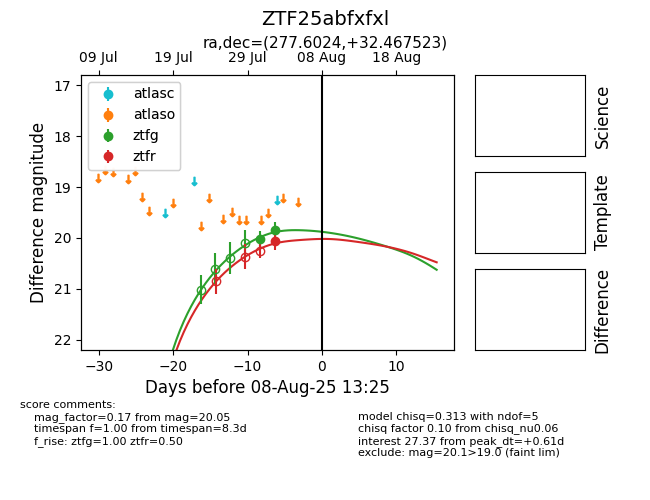 ZTF25abfxfxl
ra,dec=(277.6024,+32.467523)
09 Jul 19 Jul 29 Jul 08 Aug 18 Aug
17
18
19
20
21
22
Difference magnitude
atlasc
atlaso
ztfg
ztfr
−30 −20 −10 0 10
Days before 08-Aug-25 13:25
Science
Template
Difference
score comments:
mag_factor=0.17 from mag=20.05
timespan f=1.00 from timespan=8.3d
f_rise: ztfg=1.00 ztfr=0.50
model chisq=0.313 with ndof=5
chisq factor 0.10 from chisq_nu0.06
interest 27.37 from peak_dt=+0.61d
exclude: mag=20.1>19.0 (faint lim)